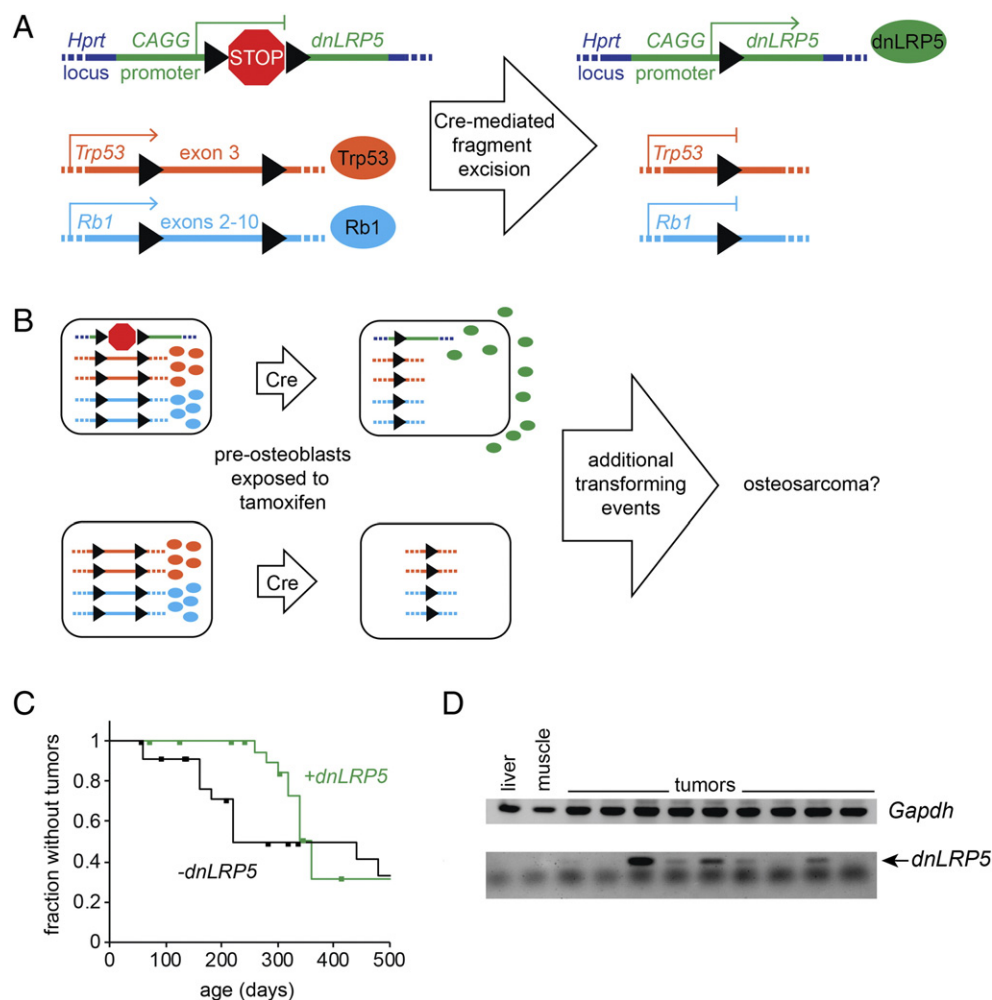 A
Hprt CAGG dnLRP5
STOP
locus promoter
Trp53 exon 3 Trp53
Rb1 exons 2-10 Rb1
Cre-mediated
fragment
excision
Hprt CAGG dnLRP5 dnLRP5
locus promoter
Trp53
Rb1
B
Cre
pre-osteoblasts
exposed to
tamoxifen
Cre
additional
transforming
events
osteosarcoma?
C
fraction without tumors
1
0.8
0.6
0.4
0.2
0
0 100 200 300 400 500
age (days)
+dnLRP5
-dnLRP5
D
liver
muscle
tumors
Gapdh
dnLRP5